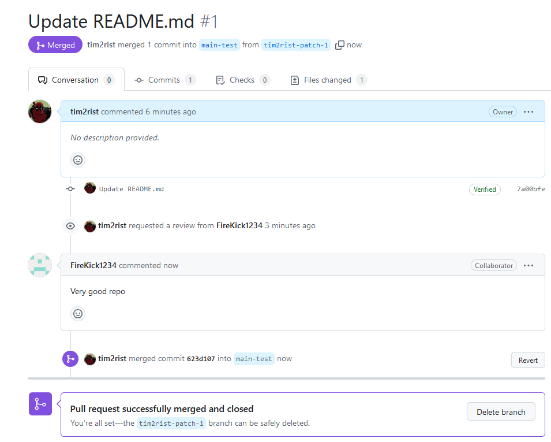 Update README.md #1
Merged tim2rist merged 1 commit into main-test from tim2rist-patch-1 now
Conversation 0 Commits 1 Checks 0 Files changed 1
tim2rist commented 6 minutes ago Owner
No description provided.
Update README.md Verified 7a00bfe
tim2rist requested a review from FireKick1234 3 minutes ago
FireKick1234 commented now Collaborator
Very good repo
tim2rist merged commit 623d107 into main-test now Revert
Pull request successfully merged and closed
You're all set—the tim2rist-patch-1 branch can be safely deleted.
Delete branch